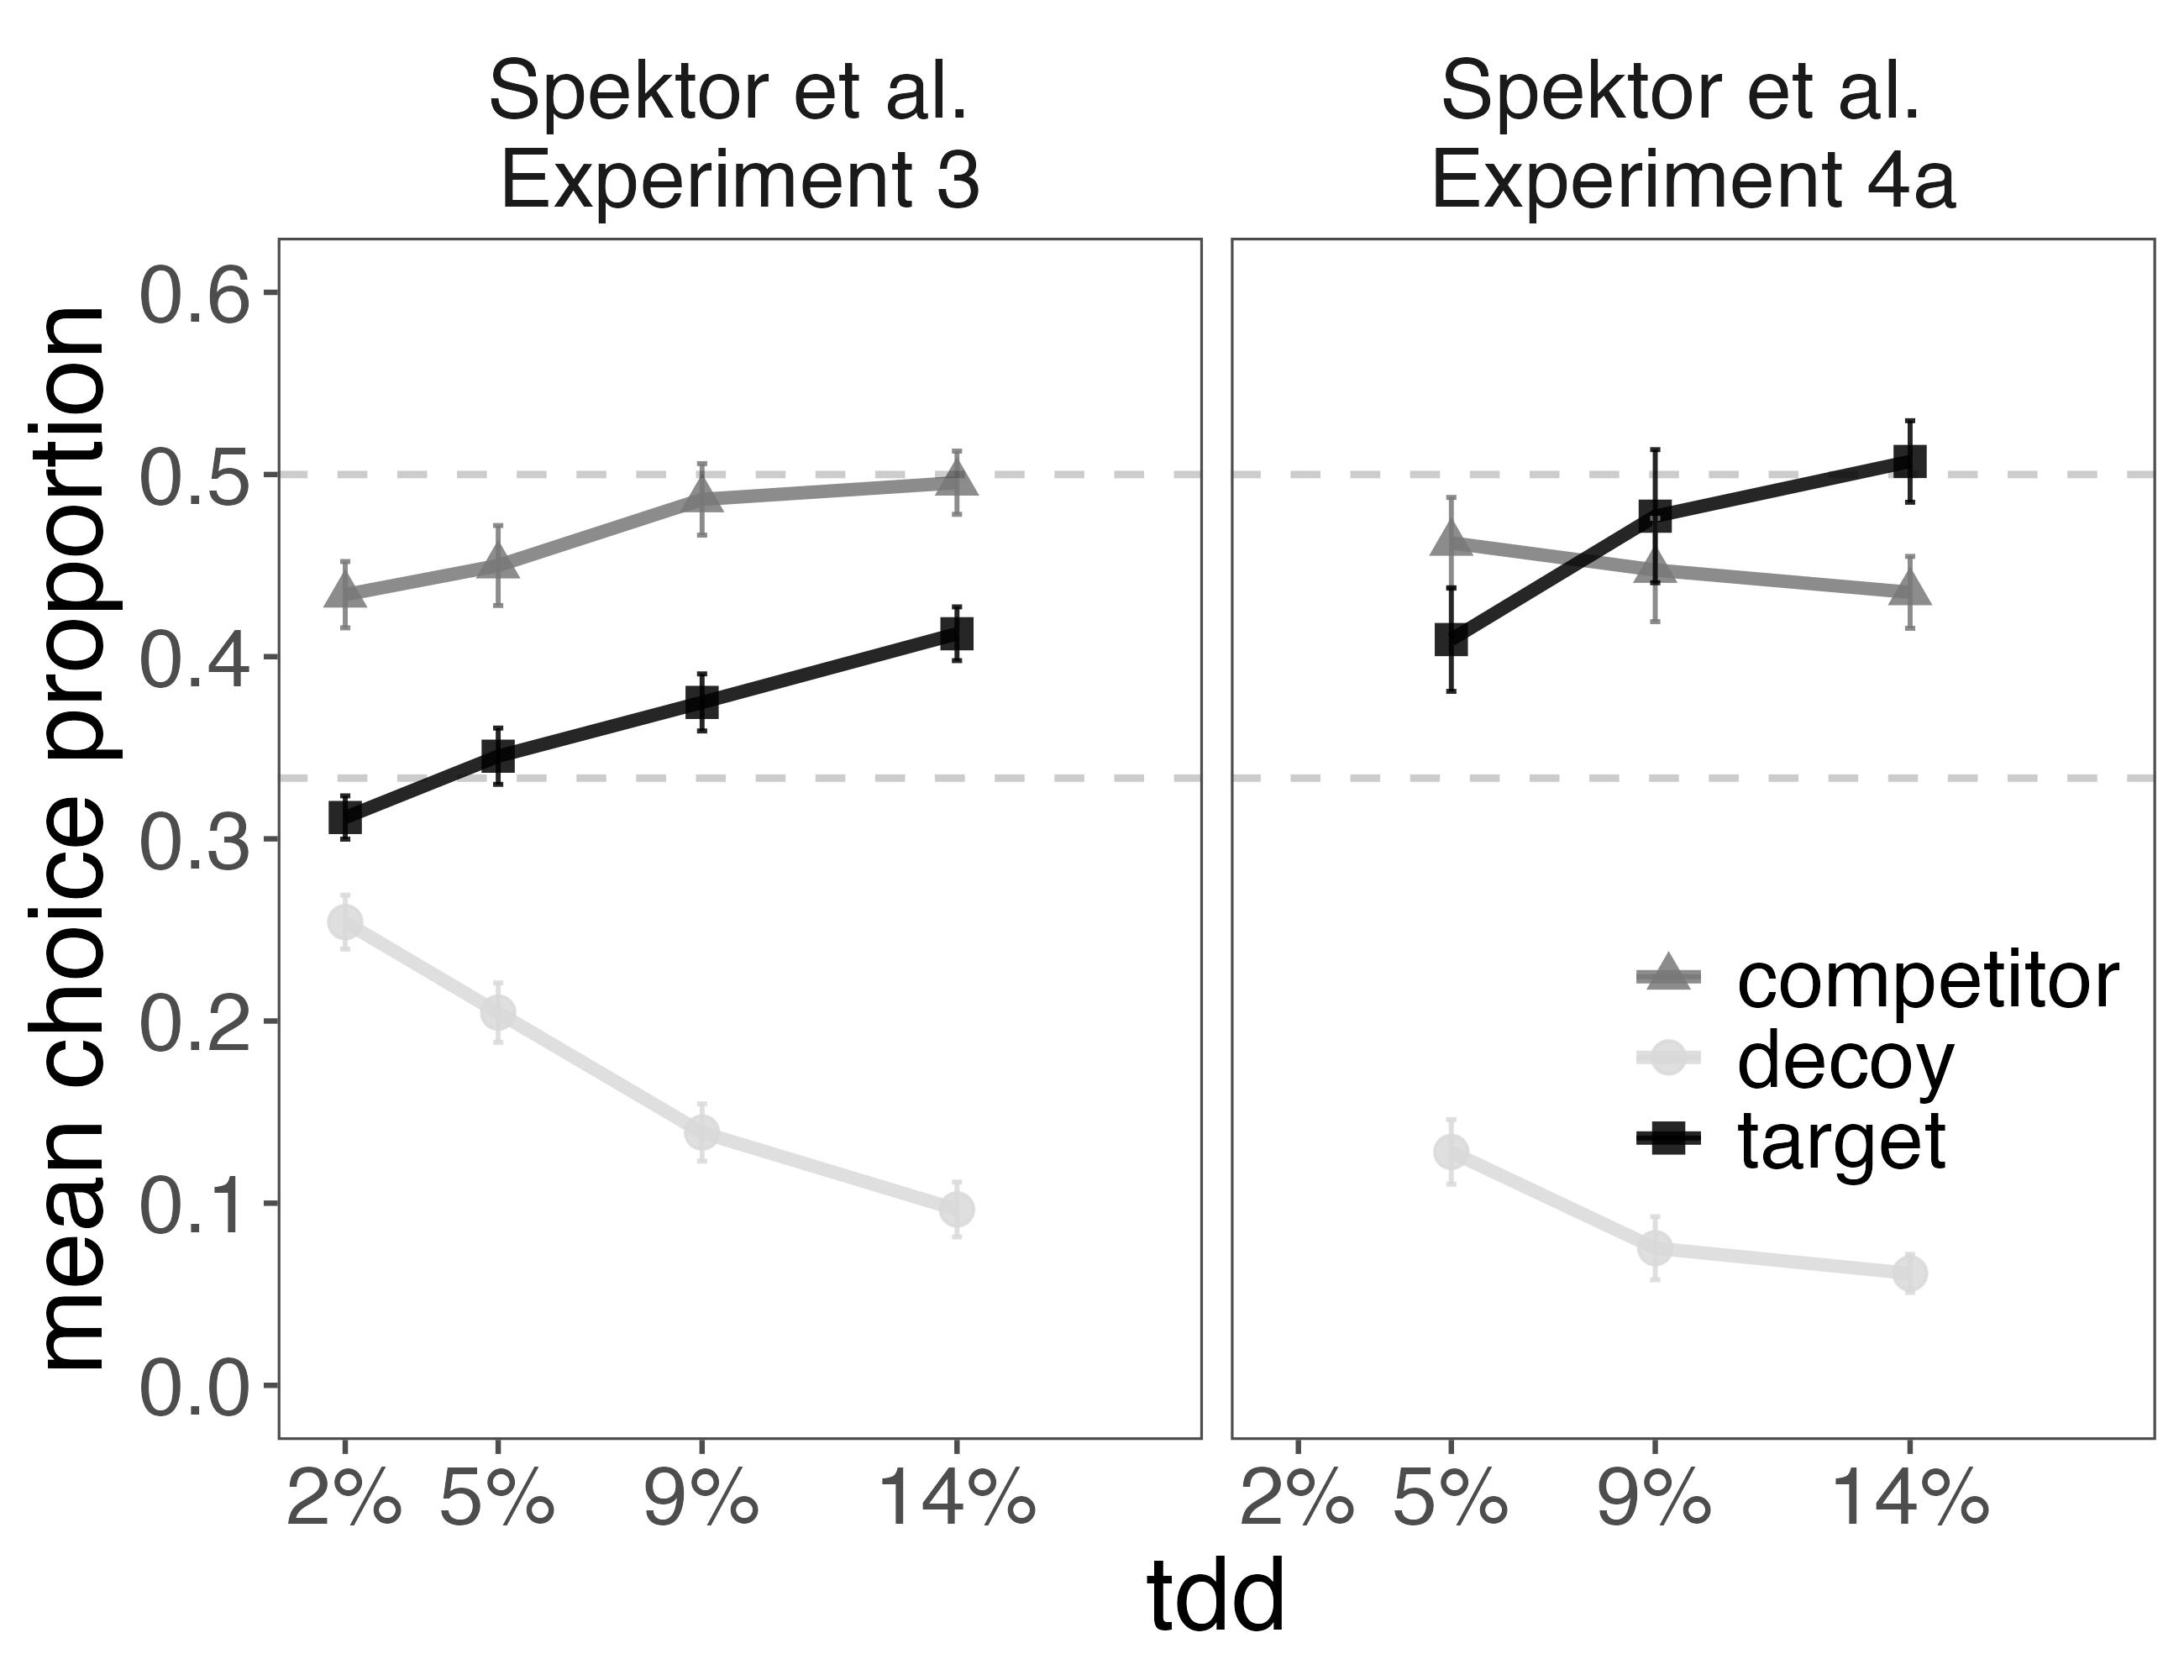 Spektor et al.
Experiment 3
Spektor et al.
Experiment 4a
mean choice proportion
0.6
0.5
0.4
0.3
0.2
0.1
0.0
competitor
decoy
target
2% 5% 9% 14%
2% 5% 9% 14%
tdd